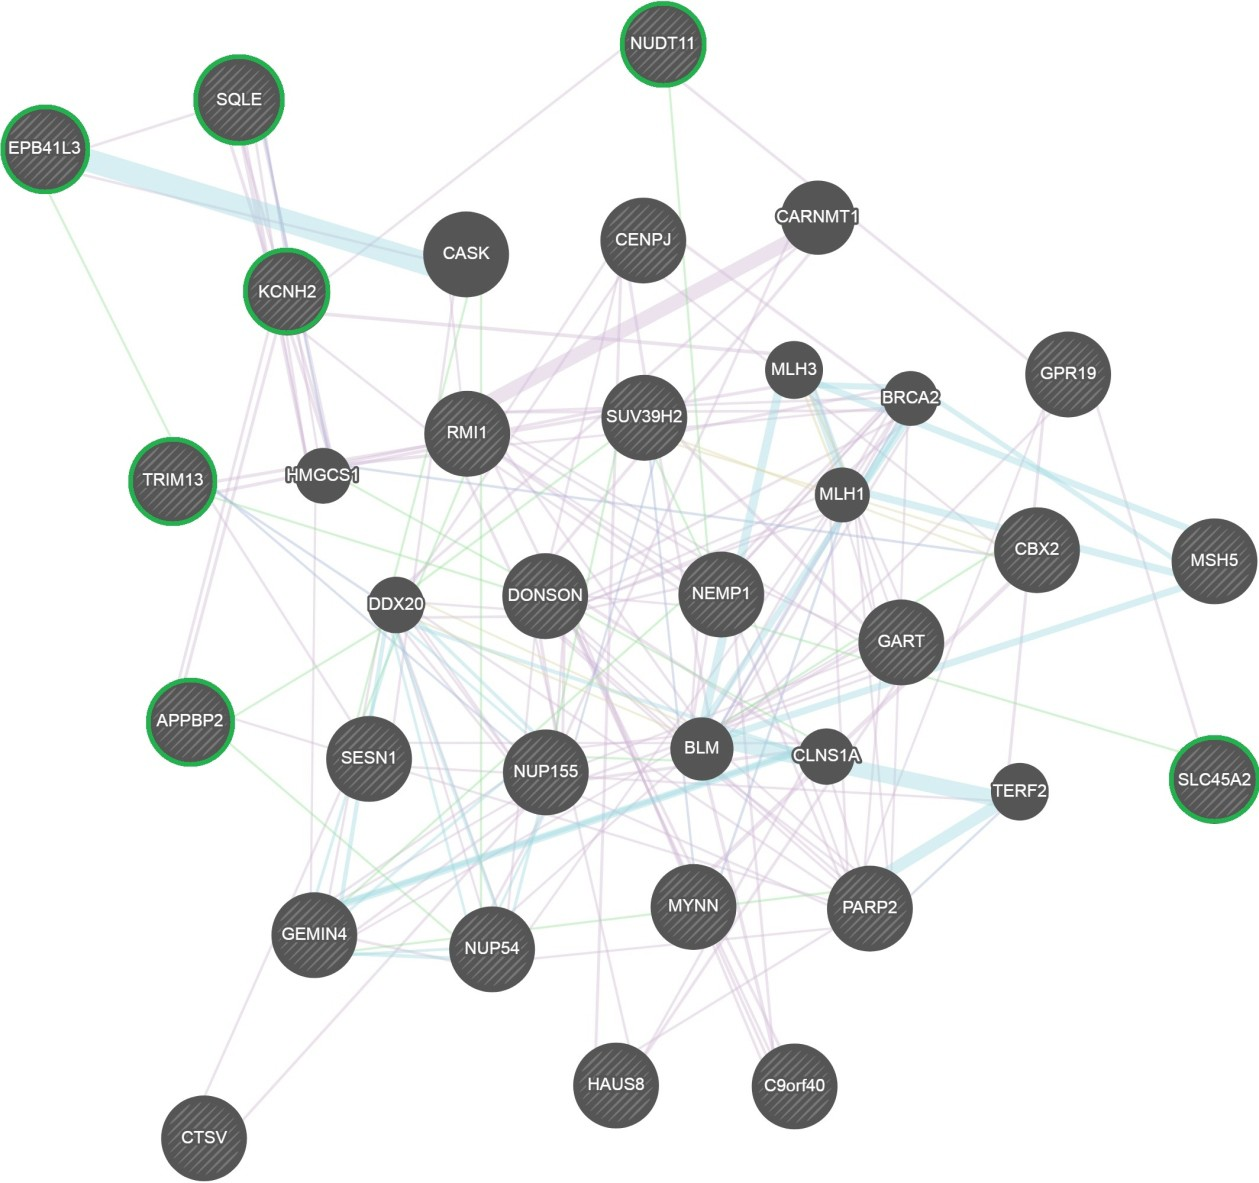 NUDT11
SQLE
EPB41L3
CARNMT1
CENPJ
CASK
KCNH2
MLH3
GPR19
BRCA2
SUV39H2
RMI1
HMGCS1
TRIM13
MLH1
CBX2
MSH5
NEMP1
DONSON
DDX20
GART
APPBP2
BLM
CLNS1A
SESN1
NUP155
SLC45A2
TERF2
MYNN
PARP2
GEMIN4
NUP54
HAUS8
C9orf40
CTSV